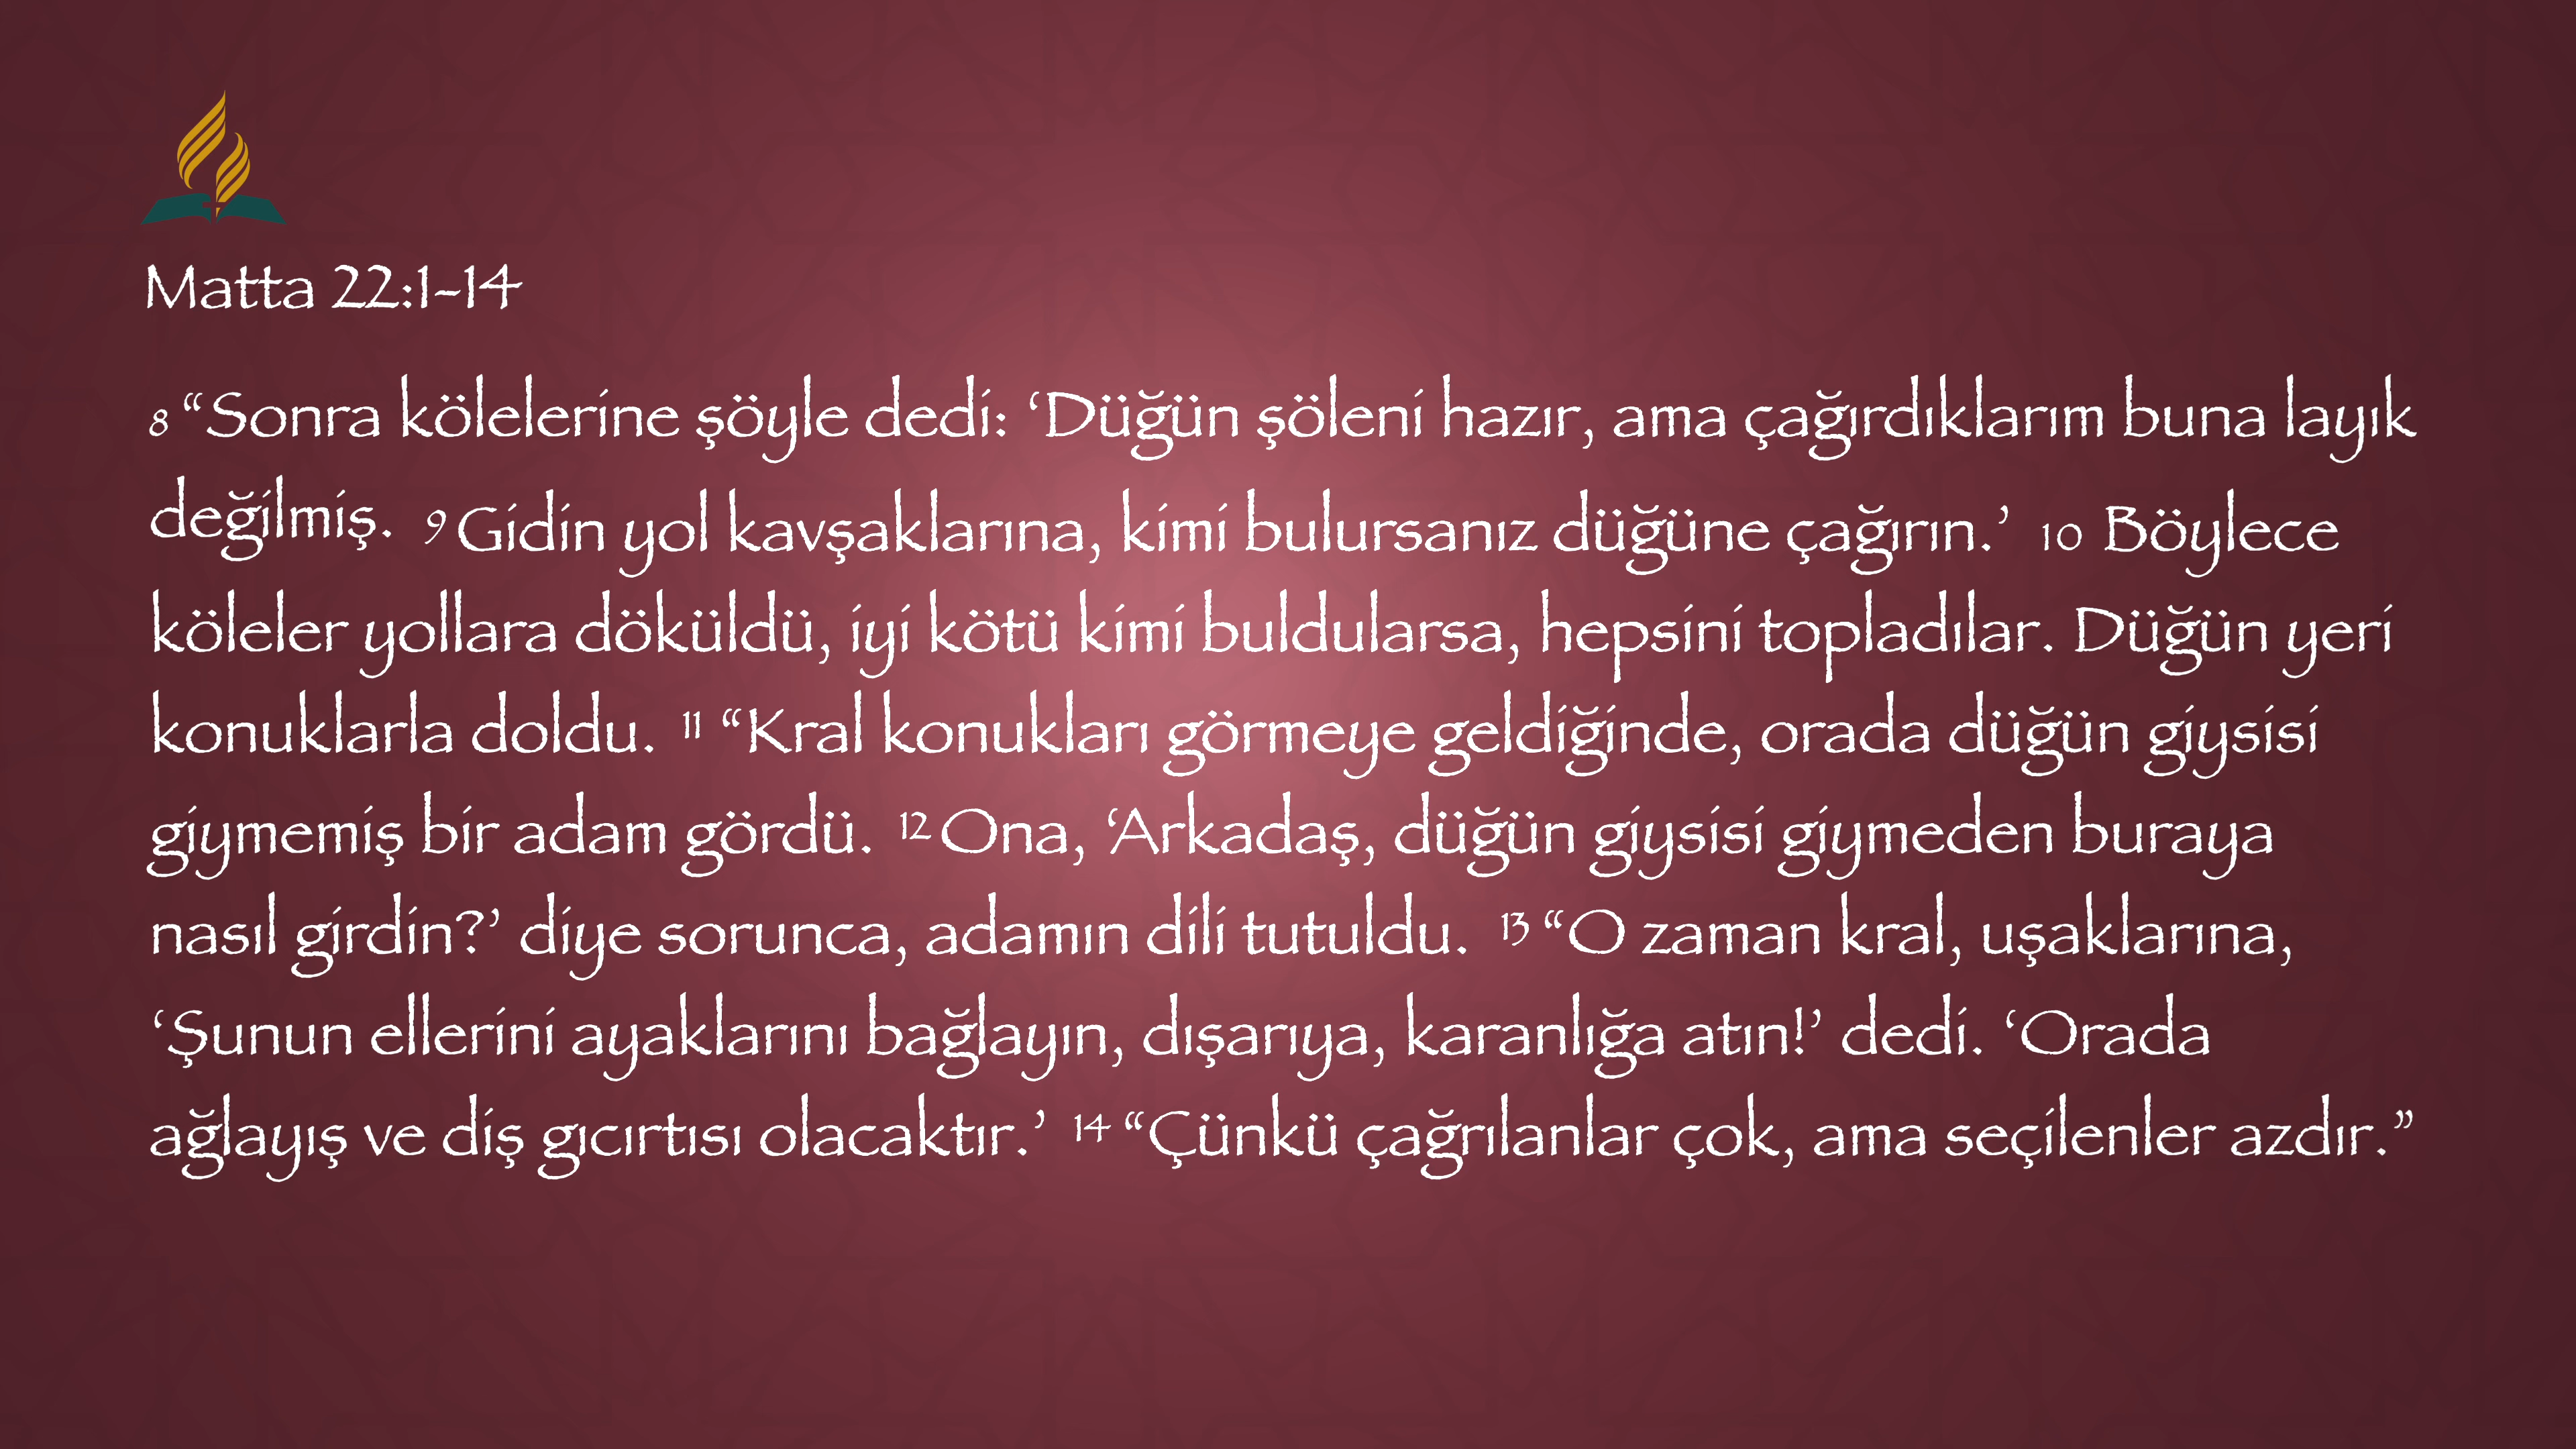 Matta 22:1-14
8 “Sonra kölelerine şöyle dedi: ‘Düğün şöleni hazır, ama çağırdıklarım buna layık
değilmiş. 9 Gidin yol kavşaklarına, kimi bulursanız düğüne çağırın.’ 10 Böylece
köleler yollara döküldü, iyi kötü kimi buldularsa, hepsini topladılar. Düğün yeri
konuklarla doldu. 11 “Kral konukları görmeye geldiğinde, orada düğün giysisi
giymemiş bir adam gördü. 12 Ona, ‘Arkadaş, düğün giysisi giymeden buraya
nasıl girdin?’ diye sorunca, adamın dili tutuldu. 13 “O zaman kral, uşaklarına,
‘Şunun ellerini ayaklarını bağlayın, dışarıya, karanlığa atın!’ dedi. ‘Orada
ağlayış ve diş gıcırtısı olacaktır.’ 14 “Çünkü çağrılanlar çok, ama seçilenler azdır.”